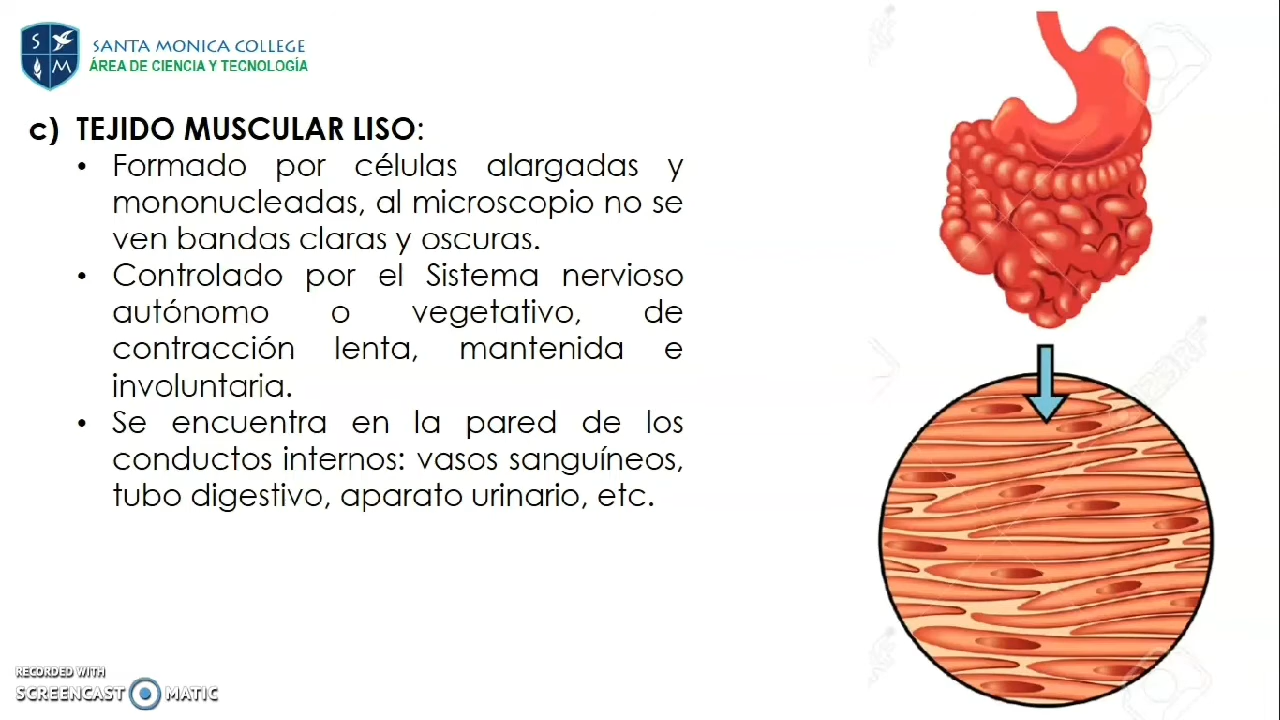 SANTA MONICA COLLEGE
ÁREA DE CIENCIA Y TECNOLOGÍA
c) TEJIDO MUSCULAR LISO:
• Formado por células alargadas y
mononucleadas, al microscopio no se
ven bandas claras y oscuras.
• Controlado por el Sistema nervioso
autónomo o vegetativo, de
contracción lenta, mantenida e
involuntaria.
• Se encuentra en la pared de los
conductos internos: vasos sanguíneos,
tubo digestivo, aparato urinario, etc.
RECORDED WITH
SCREENCAST MATIC